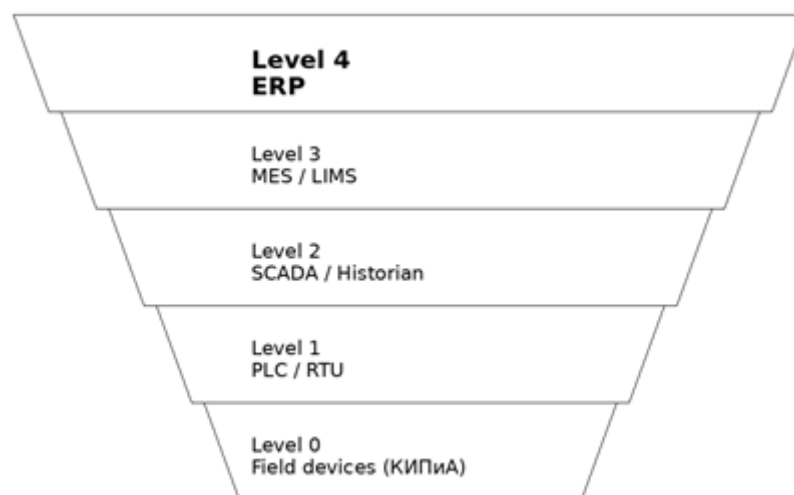 Level 4
ERP
Level 3
MES / LIMS
Level 2
SCADA / Historian
Level 1
PLC / RTU
Level 0
Field devices (КИПиА)